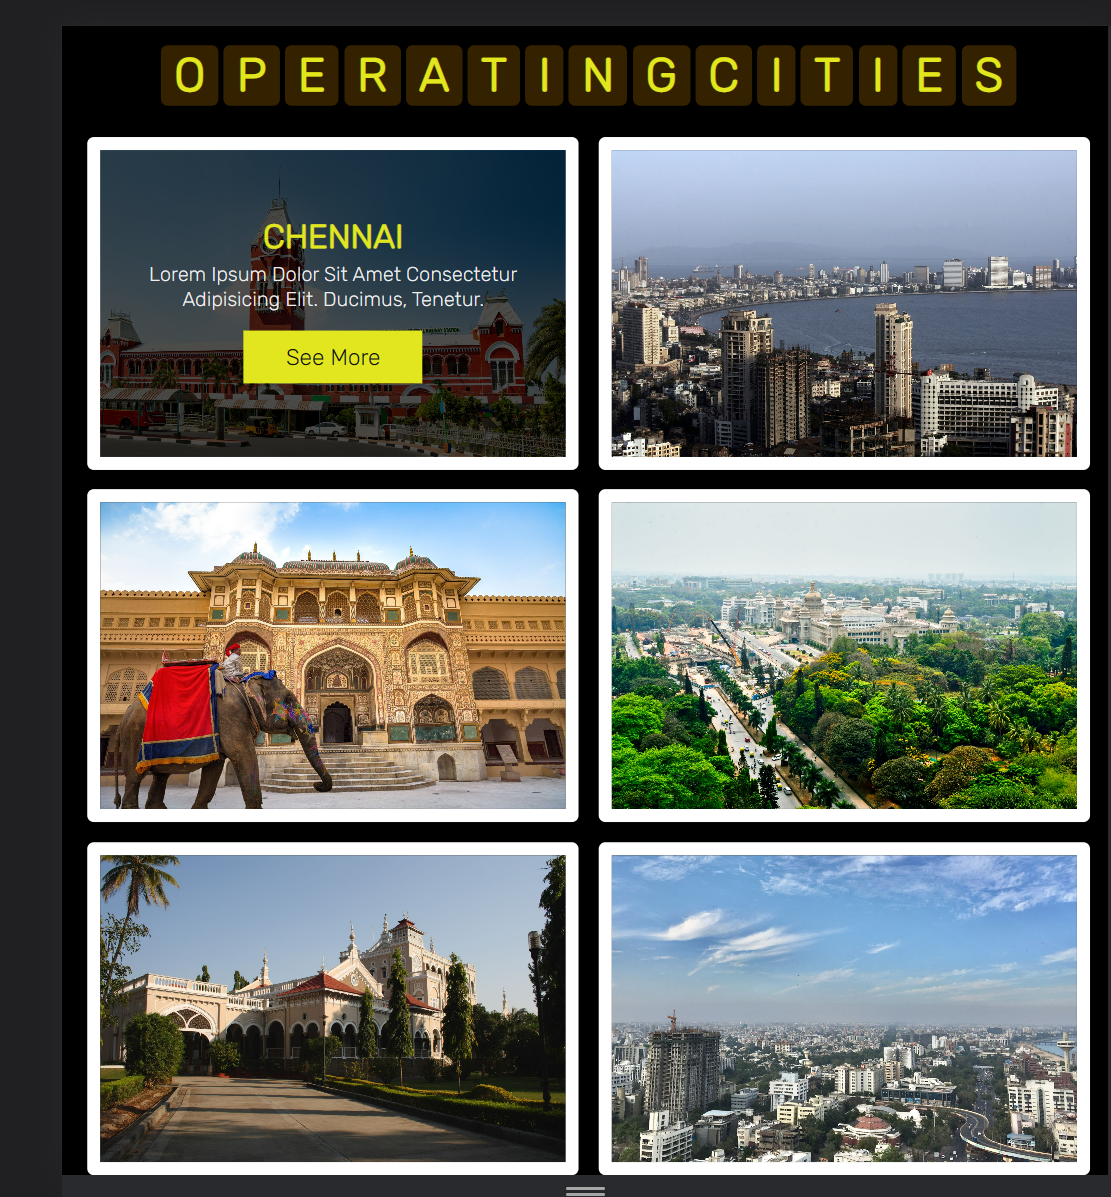 OPERATINGCITIES
CHENNAI
Lorem Ipsum Dolor Sit Amet Consectetur
Adipisicing Elit. Ducimus, Tenetur.
See More